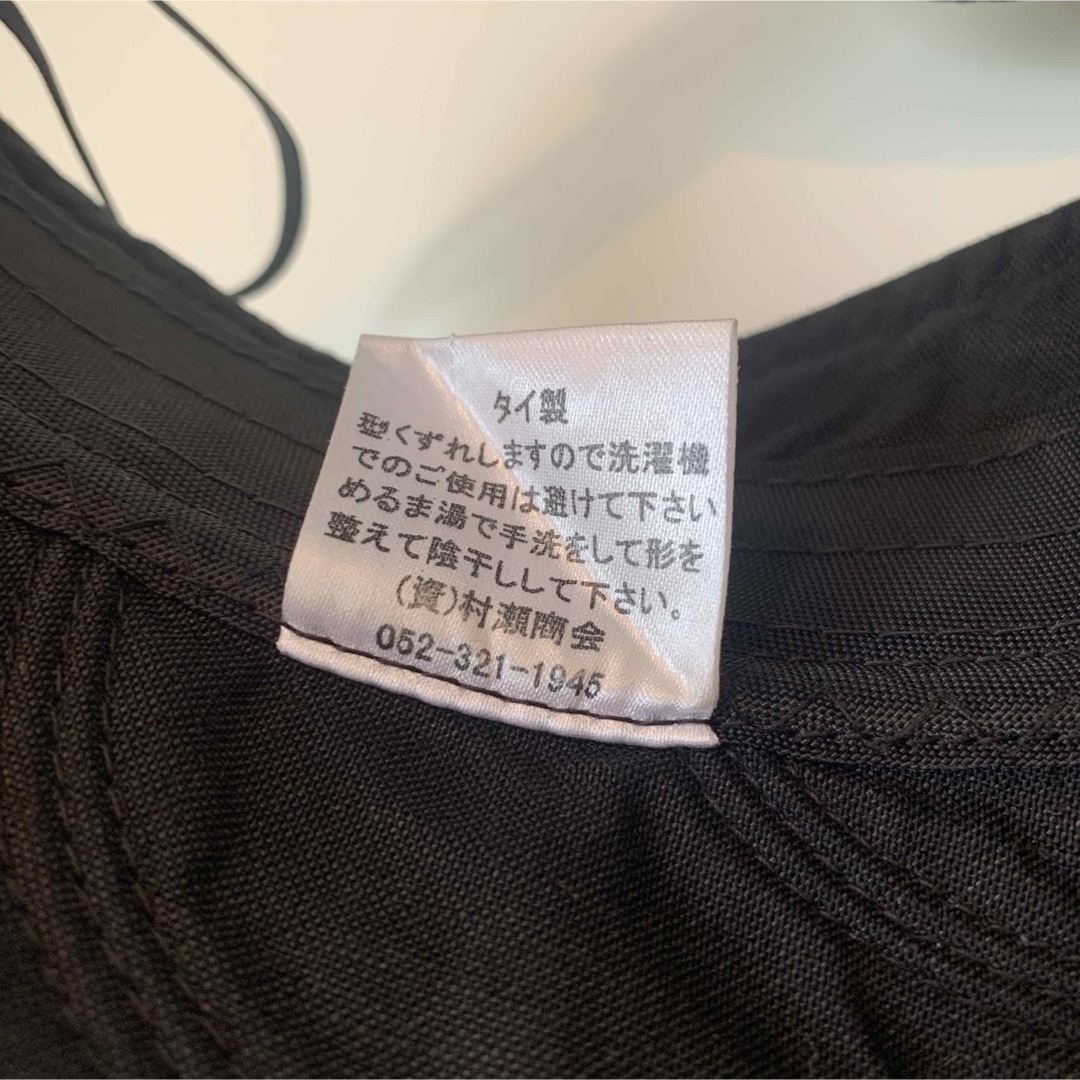 タイ製
型くずれしますので洗濯機
でのご使用は避けて下さい
めるま湯で手洗をして形を
整えて陰干しして下さい。
(資)村瀬商会
052-321-1945